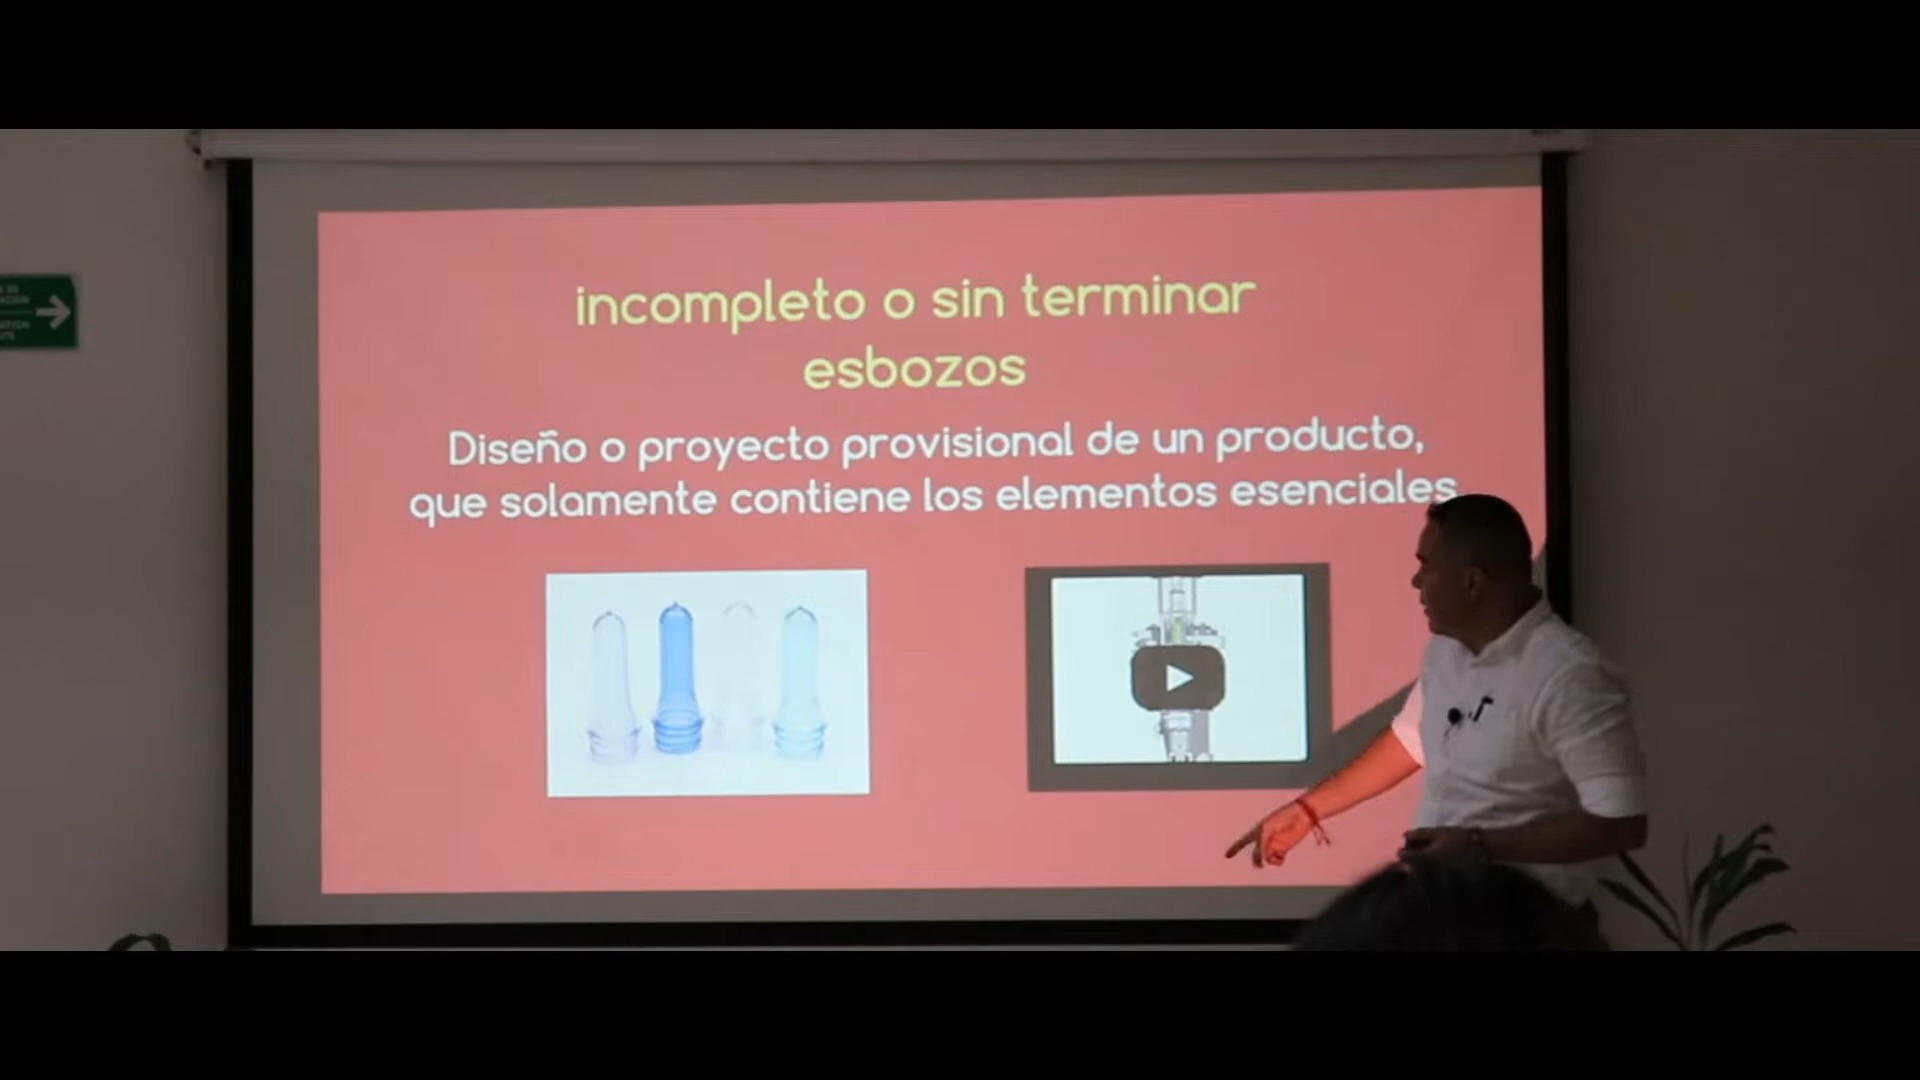 incompleto o sin terminar
esbozos
Diseño o proyecto provisional de un producto,
que solamente contiene los elementos esenciales